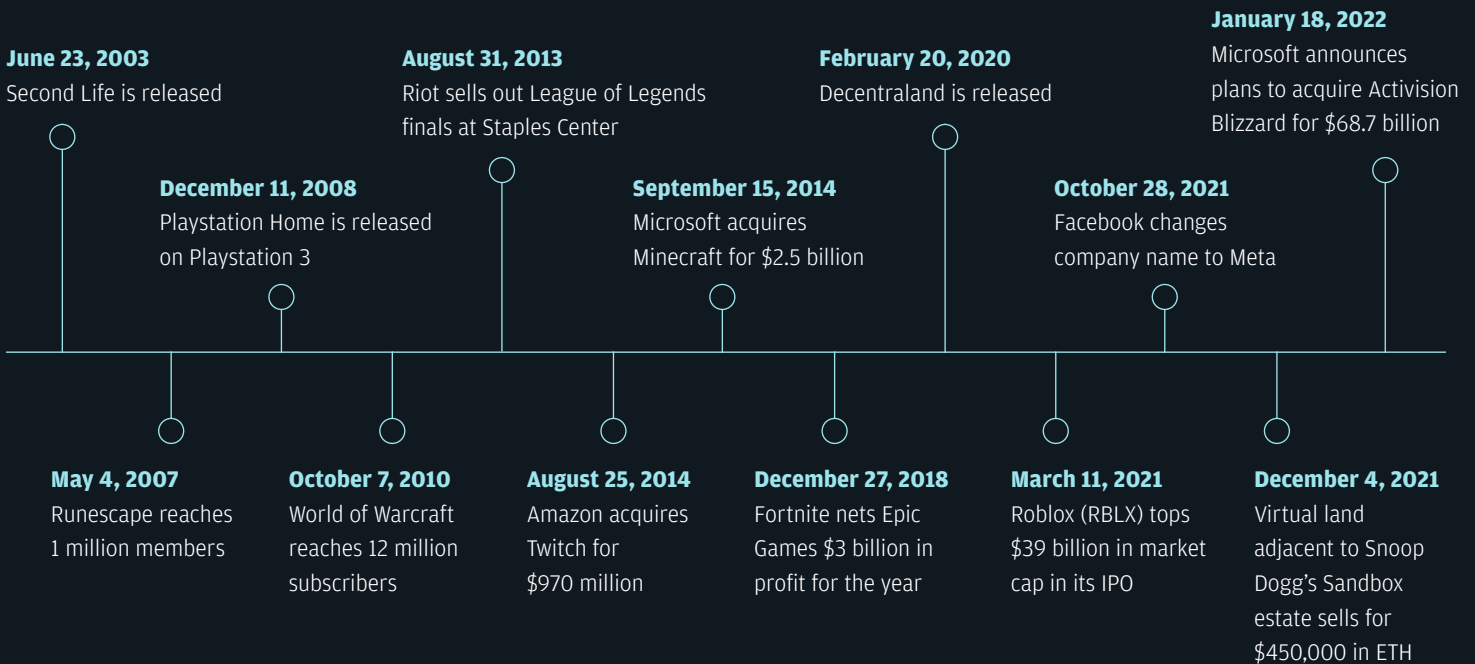 June 23, 2003
Second Life is released
May 4, 2007
Runescape reaches
1 million members
December 11, 2008
Playstation Home is released
on Playstation 3
October 7, 2010
World of Warcraft
reaches 12 million
subscribers
August 31, 2013
Riot sells out League of Legends
finals at Staples Center
August 25, 2014
Amazon acquires
Twitch for
$970 million
September 15, 2014
Microsoft acquires
Minecraft for $2.5 billion
December 27, 2018
Fortnite nets Epic
Games $3 billion in
profit for the year
February 20, 2020
Decentraland is released
March 11, 2021
Roblox (RBLX) tops
$39 billion in market
cap in its IPO
October 28, 2021
Facebook changes
company name to Meta
December 4, 2021
Virtual land
adjacent to Snoop
Dogg’s Sandbox
estate sells for
$450,000 in ETH
January 18, 2022
Microsoft announces
plans to acquire Activision
Blizzard for $68.7 billion